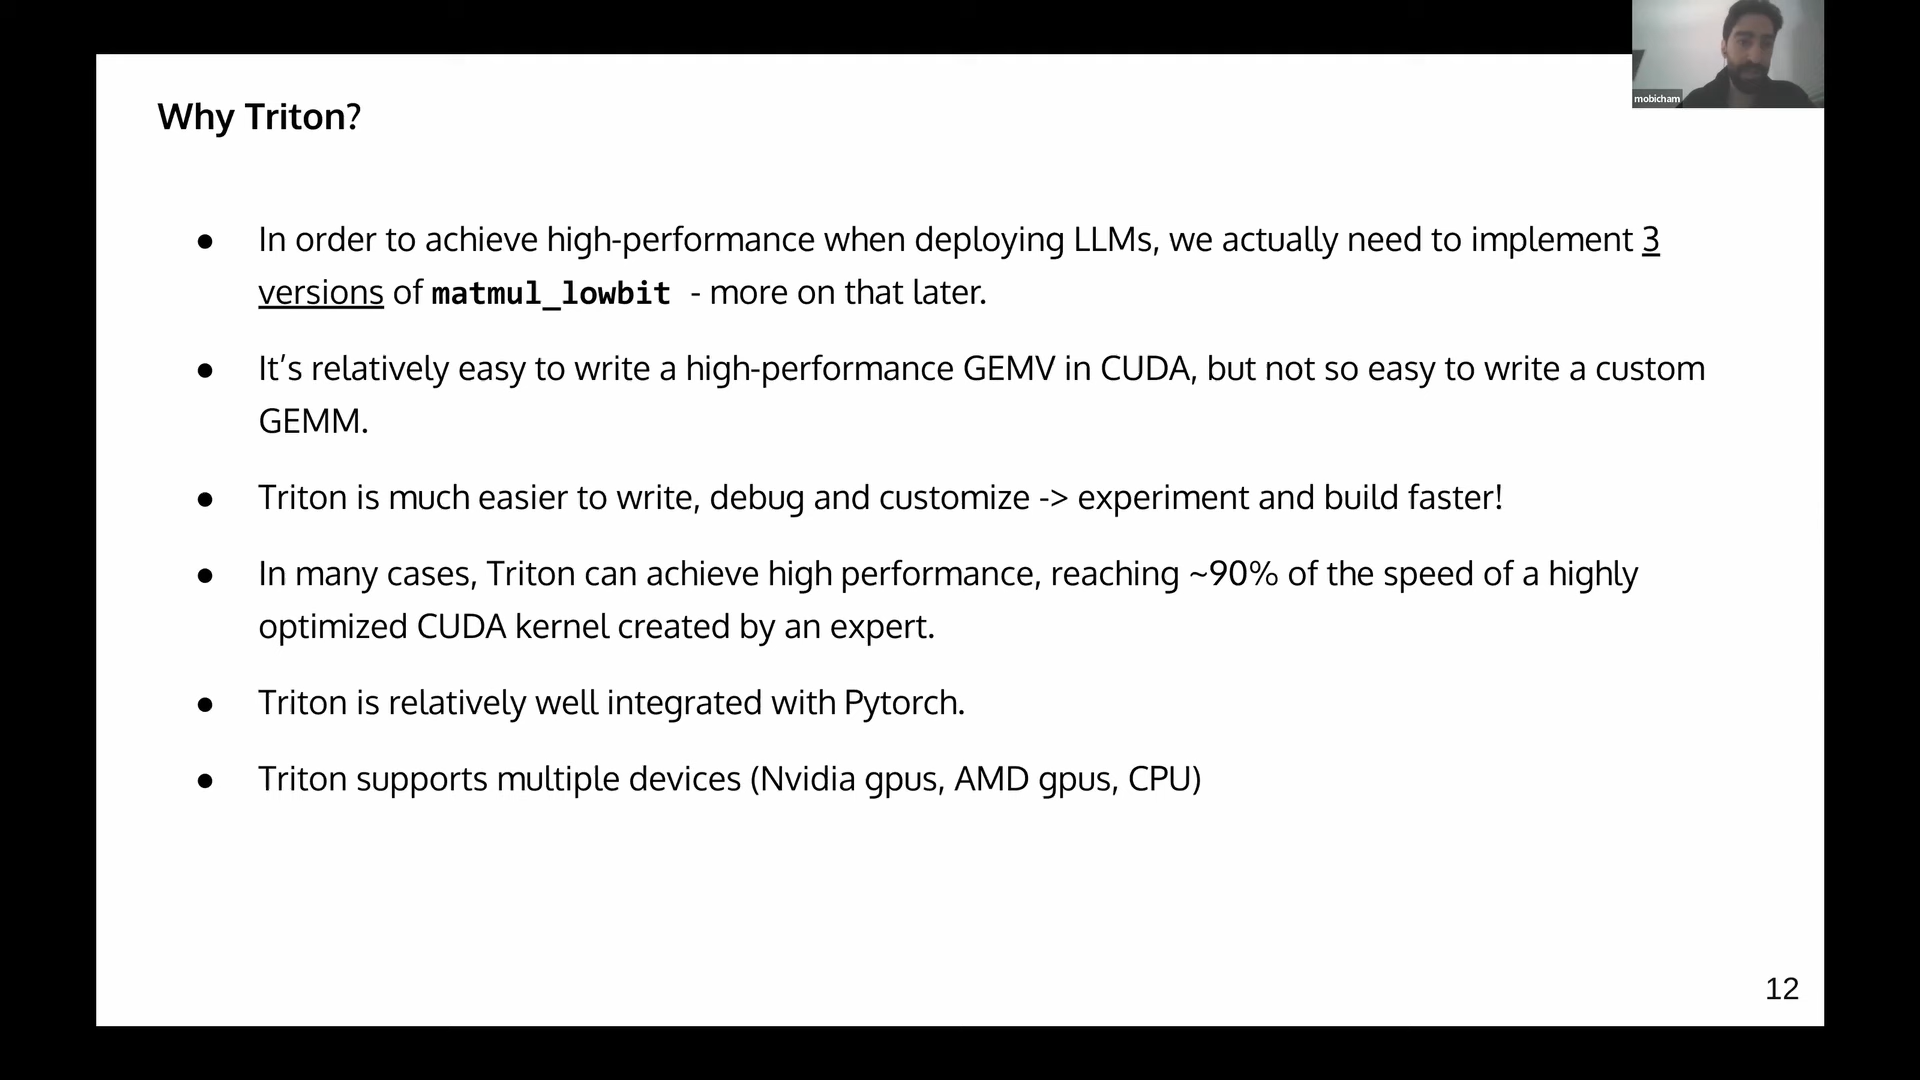 mobicham
Why Triton?
● In order to achieve high-performance when deploying LLMs, we actually need to implement 3
versions of matmul_lowbit - more on that later.
● It’s relatively easy to write a high-performance GEMV in CUDA, but not so easy to write a custom
GEMM.
● Triton is much easier to write, debug and customize -> experiment and build faster!
● In many cases, Triton can achieve high performance, reaching ~90% of the speed of a highly
optimized CUDA kernel created by an expert.
● Triton is relatively well integrated with Pytorch.
● Triton supports multiple devices (Nvidia gpus, AMD gpus, CPU)
12